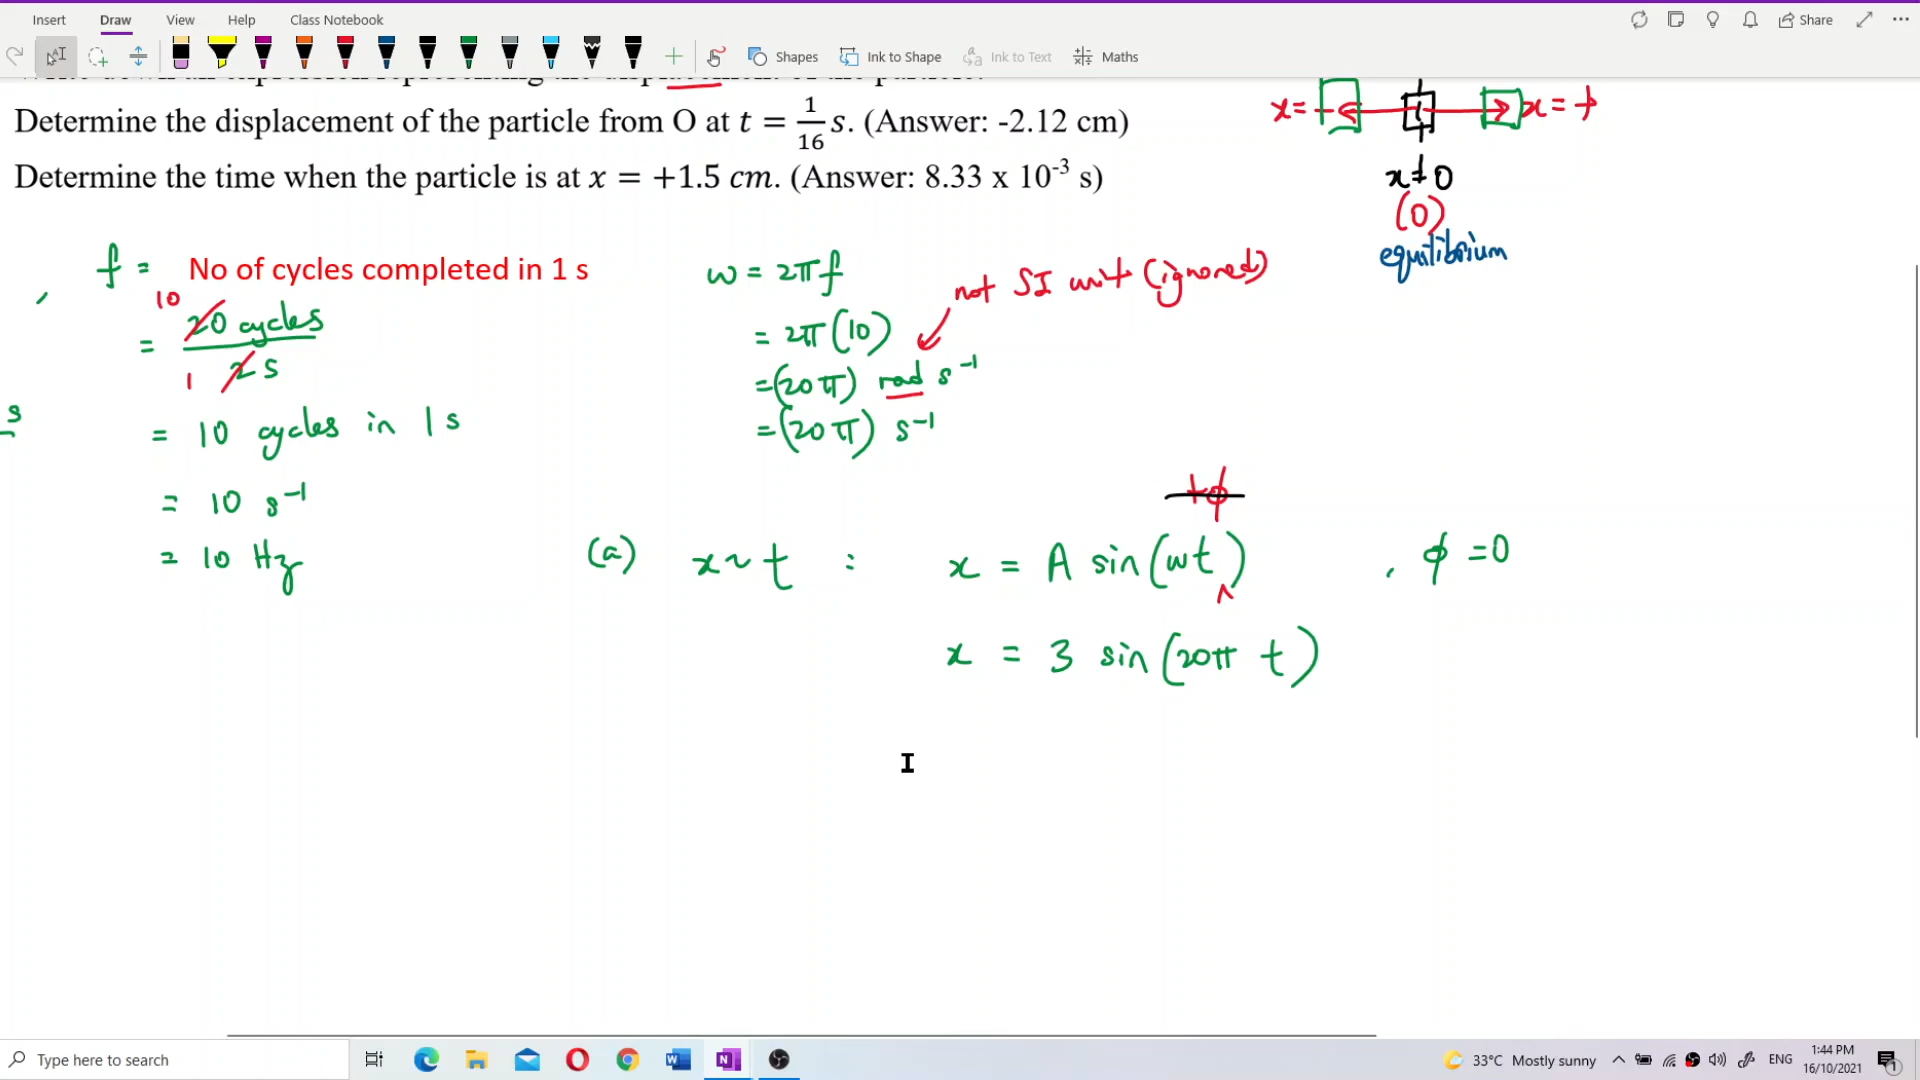 Insert Draw View Help Class Notebook Share
Shapes Ink to Shape Ink to Text Maths
Determine the displacement of the particle from O at t = 1/16 s. (Answer: -2.12 cm)
Determine the time when the particle is at x = +1.5 cm. (Answer: 8.33 x 10⁻³ s)
x = - x = +
x = 0
(0)
equilibrium
f = No of cycles completed in 1 s
10
= 20 cycles / 2 s
1
= 10 cycles in 1 s
= 10 s⁻¹
= 10 Hz
s
ω = 2πf
= 2π(10)
= (20π) rad s⁻¹
= (20π) s⁻¹
not SI unit (ignored)
+φ
(a) x ~ t : x = A sin(ωt) , φ = 0
x = 3 sin(20π t)
Type here to search
33°C Mostly sunny ENG 1:44 PM
16/10/2021 1